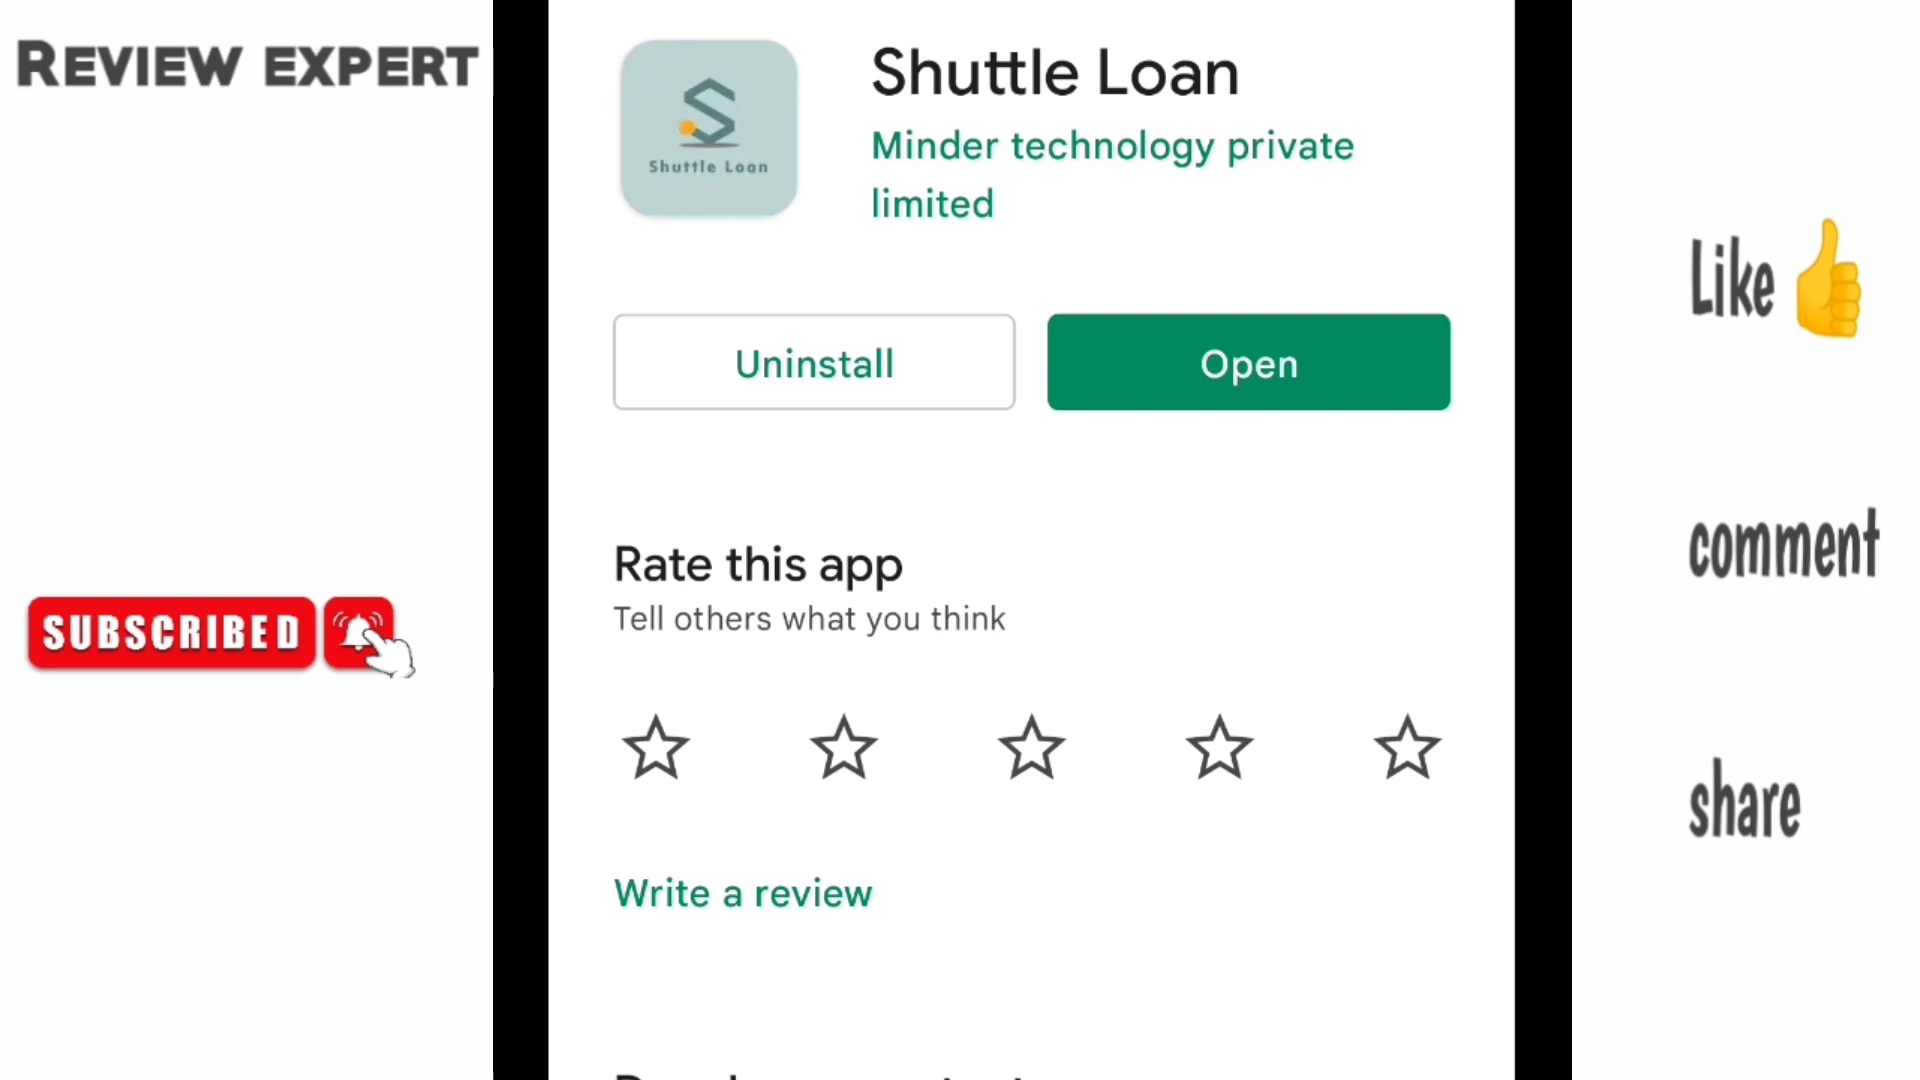 Review expert
Shuttle Loan
Shuttle Loan
Minder technology private
limited
Uninstall
Open
Rate this app
Tell others what you think
Write a review
SUBSCRIBED
Like
comment
share